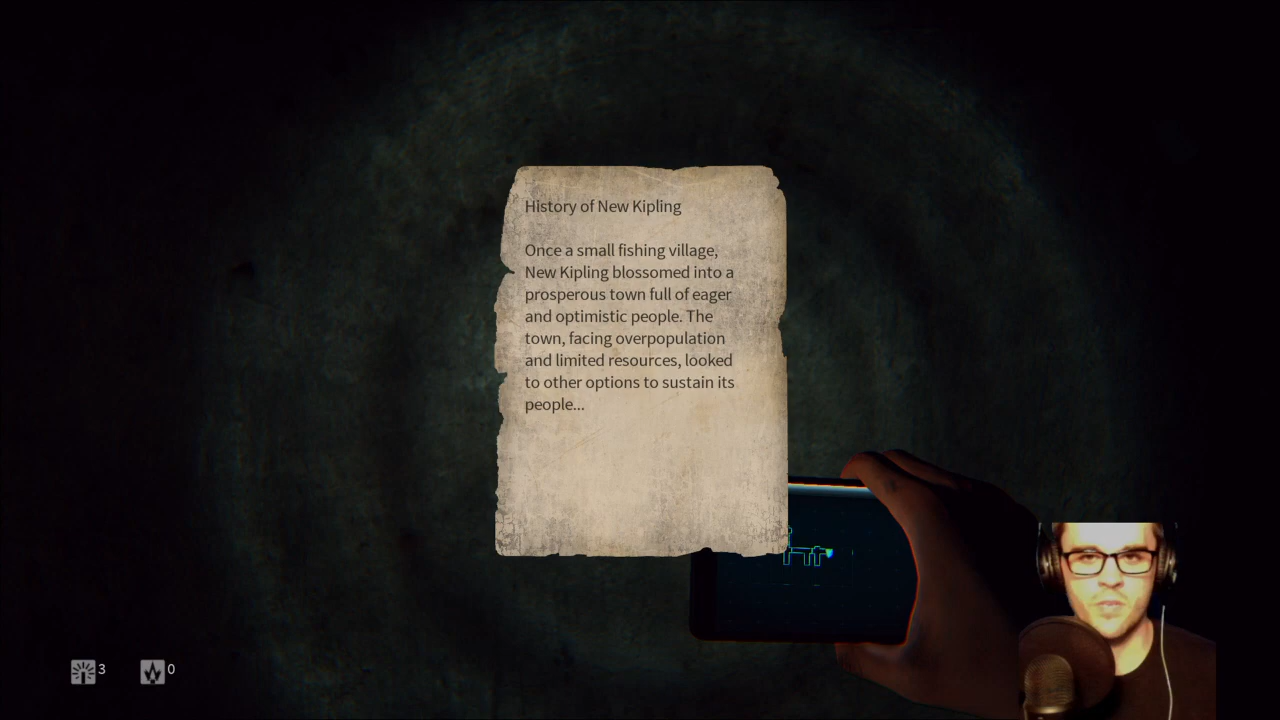 History of New Kipling
Once a small fishing village,
New Kipling blossomed into a
prosperous town full of eager
and optimistic people. The
town, facing overpopulation
and limited resources, looked
to other options to sustain its
people...
3
0